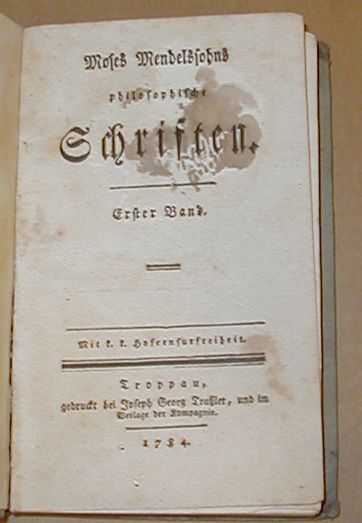 Moses Mendelssohns
philosophische
Schriften.
Erster Band.
Mit k. k. Hofcensurfreiheit.
Troppau,
gedruckt bei Joseph Georg Traßler, und im
Verlage der Kompagnie.
1784.